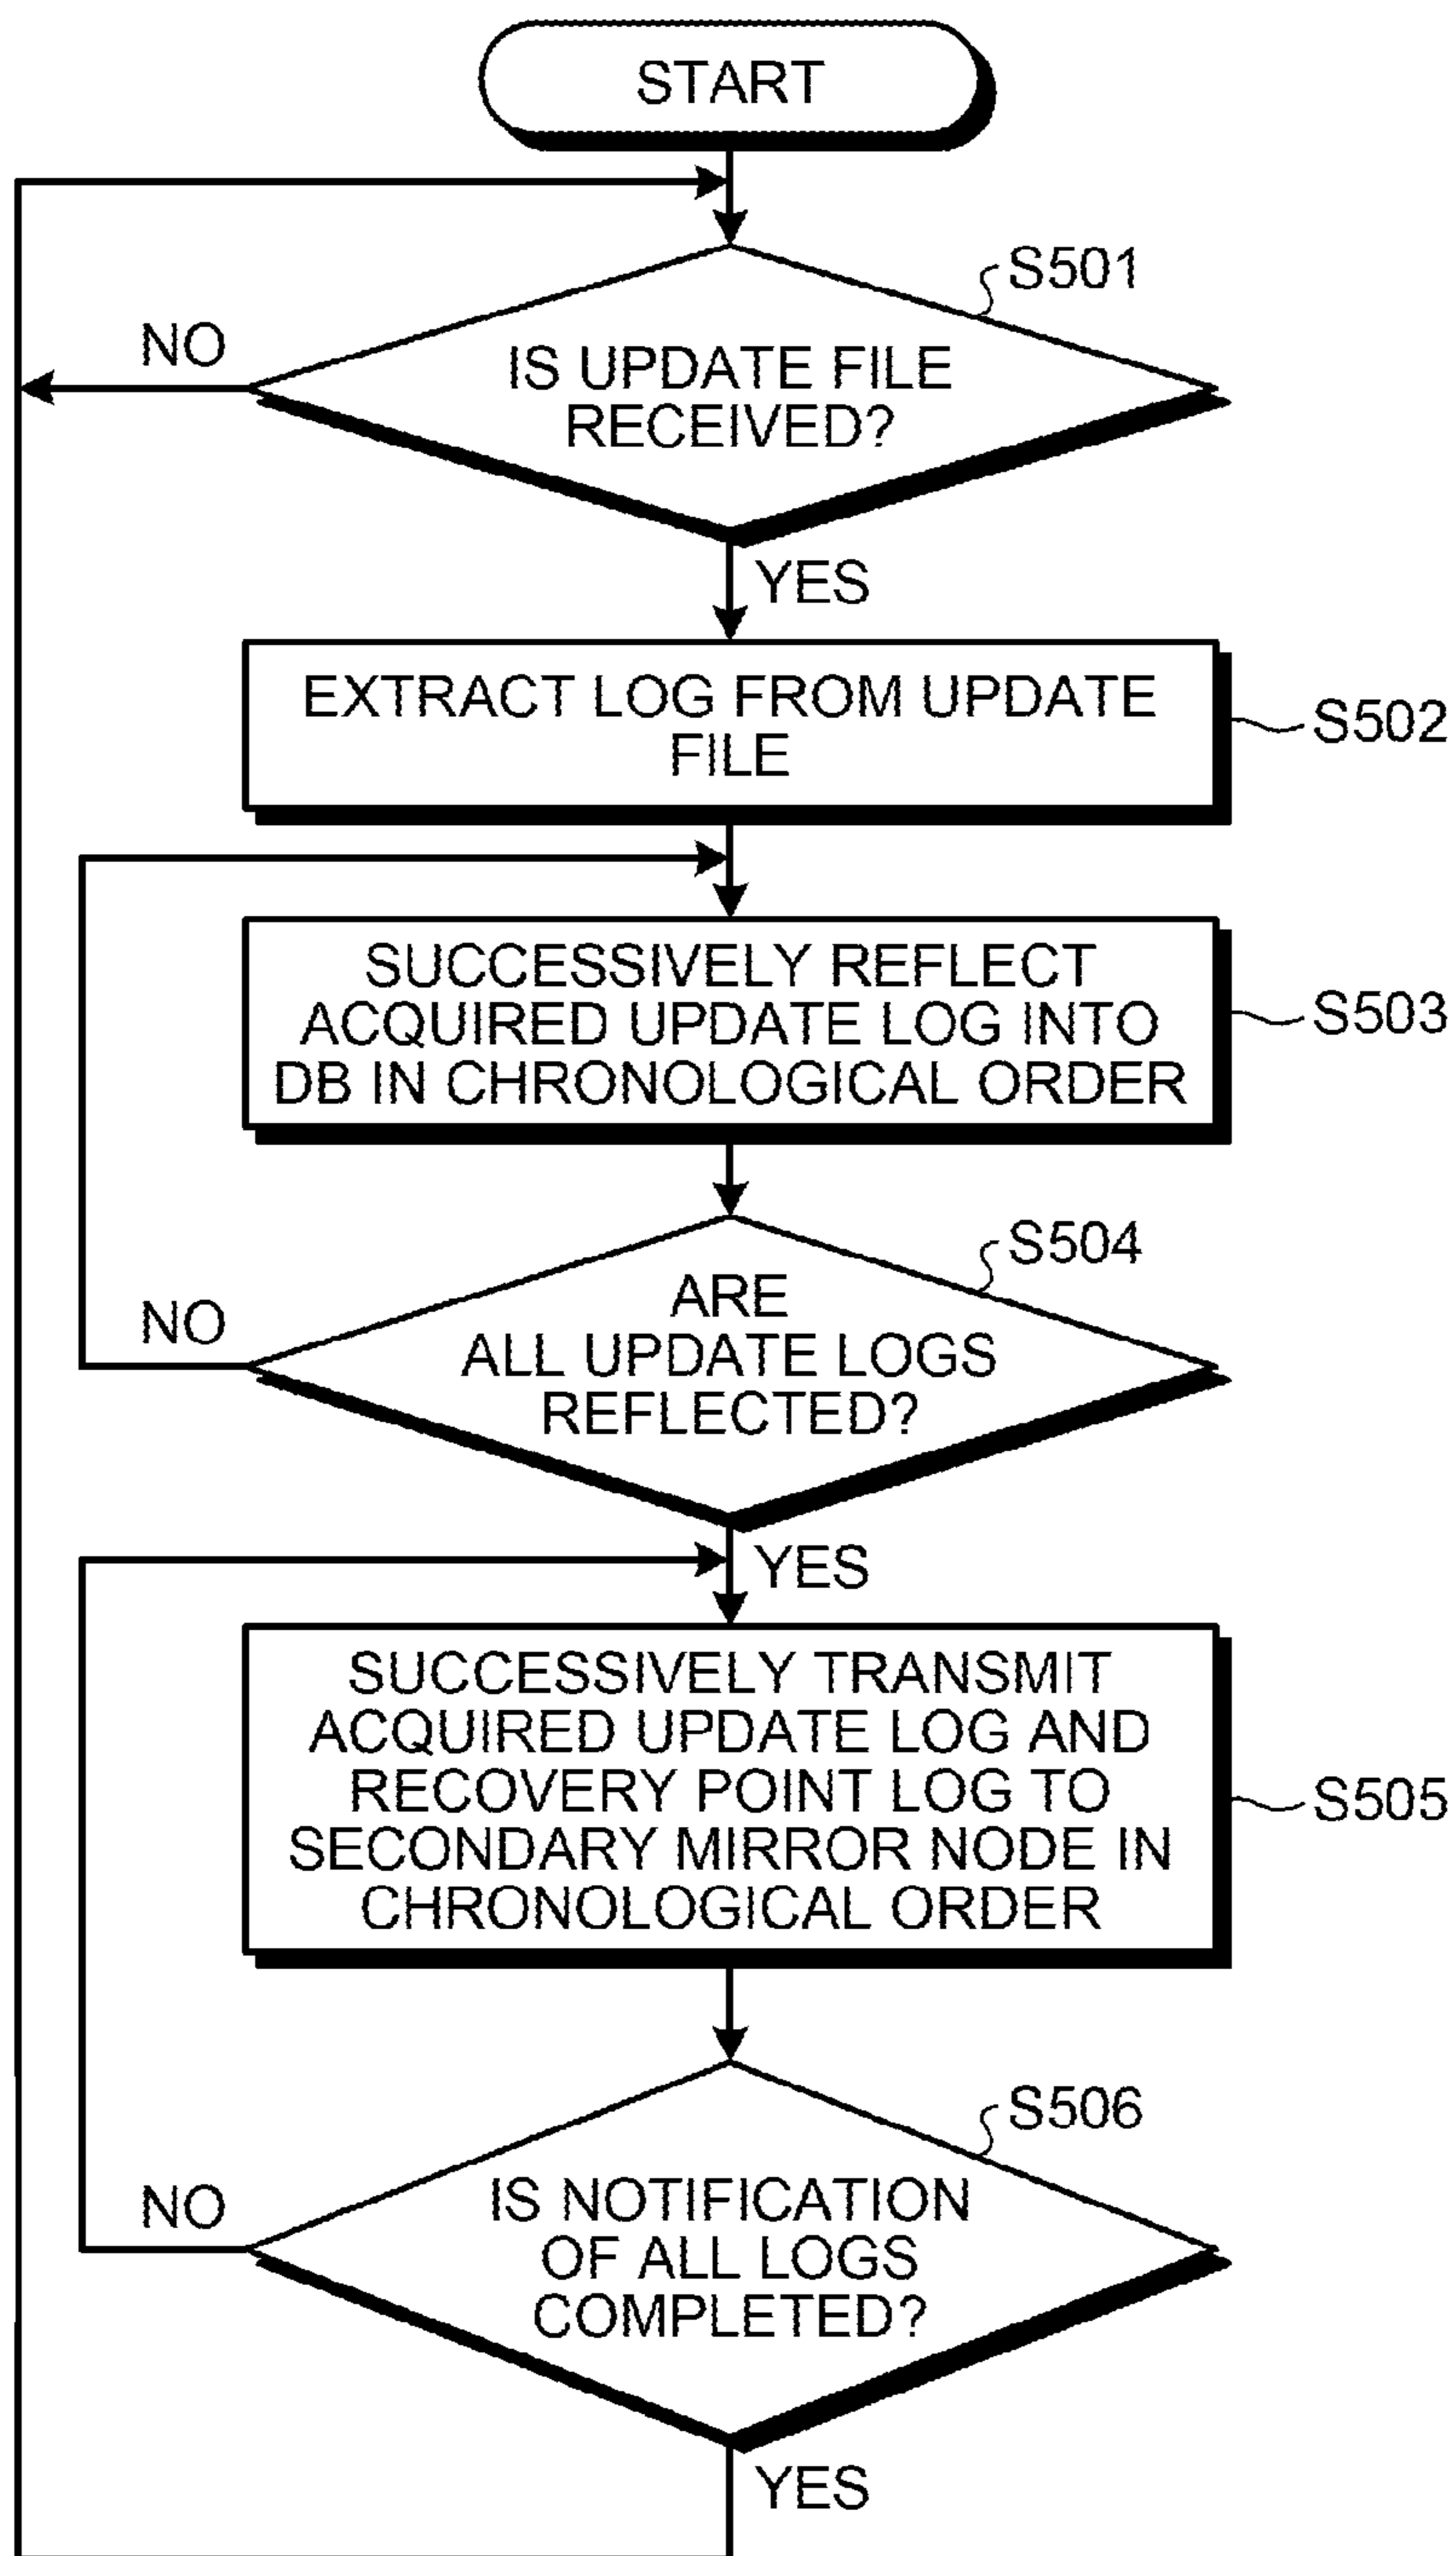 START
S501
NO
IS UPDATE FILE
RECEIVED?
YES
EXTRACT LOG FROM UPDATE
FILE
S502
SUCCESSIVELY REFLECT
ACQUIRED UPDATE LOG INTO
DB IN CHRONOLOGICAL ORDER
S503
S504
NO
ARE
ALL UPDATE LOGS
REFLECTED?
YES
SUCCESSIVELY TRANSMIT
ACQUIRED UPDATE LOG AND
RECOVERY POINT LOG TO
SECONDARY MIRROR NODE IN
CHRONOLOGICAL ORDER
S505
S506
NO
IS NOTIFICATION
OF ALL LOGS
COMPLETED?
YES